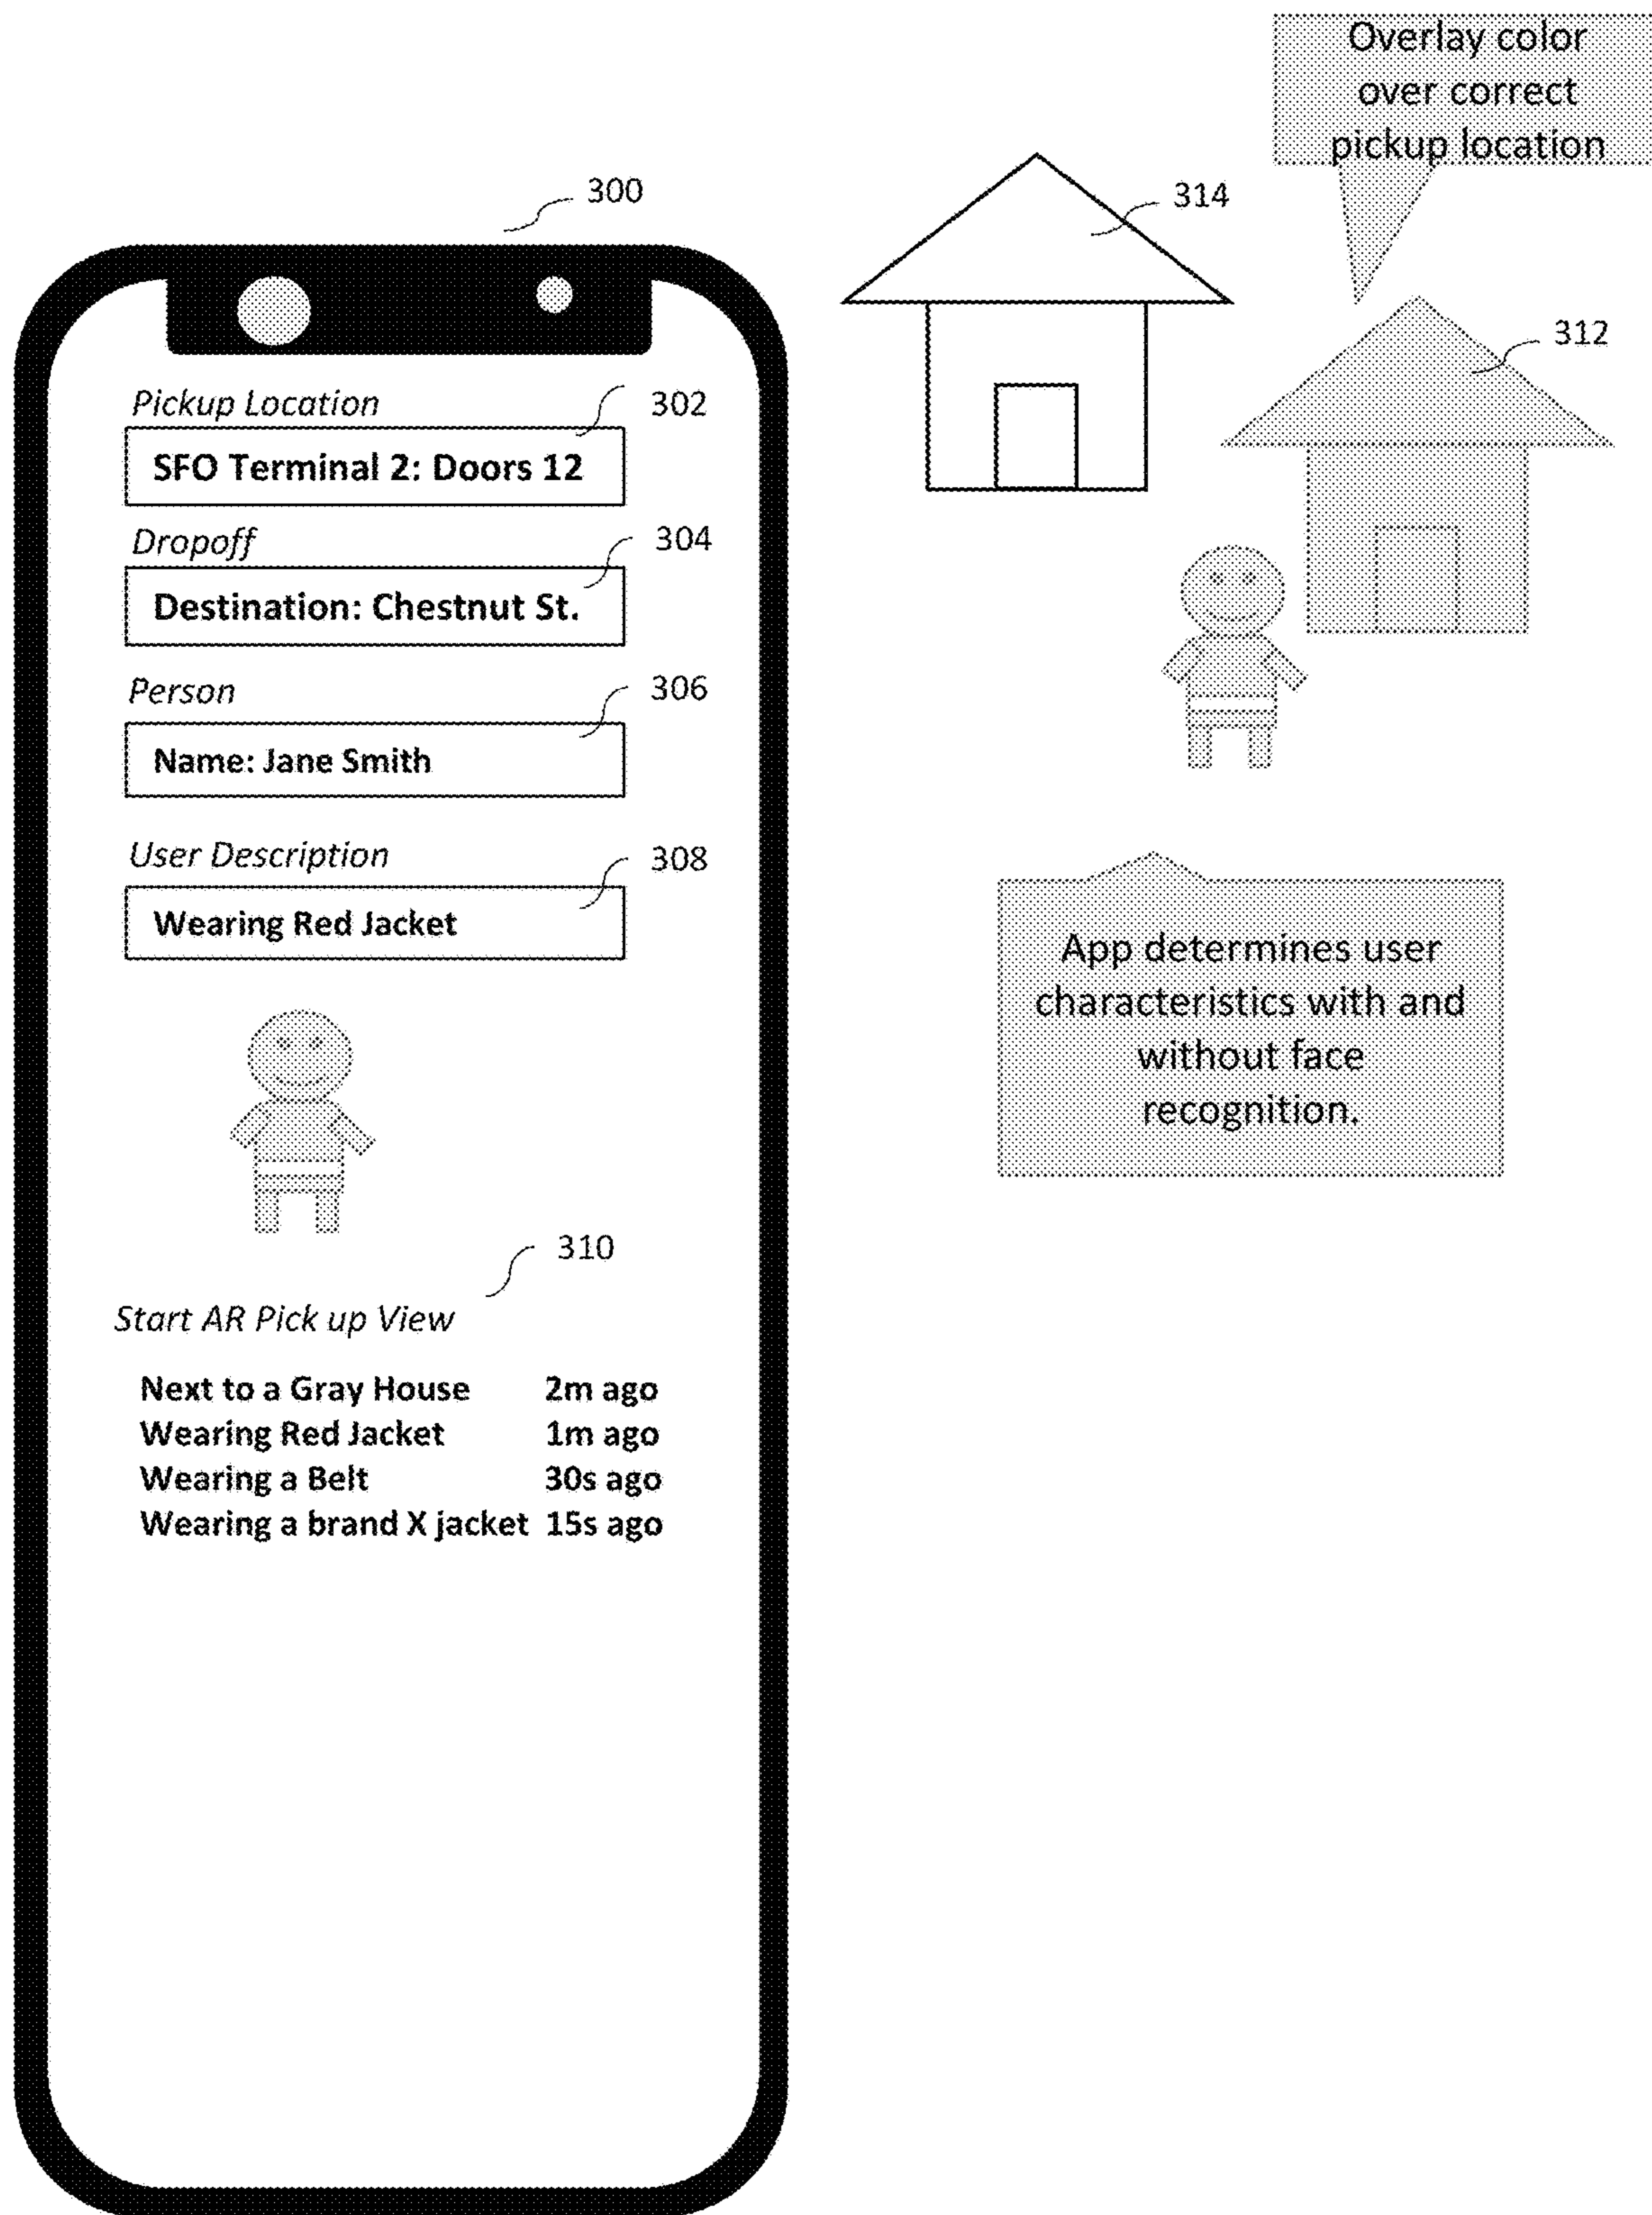 300
Pickup Location
302
SFO Terminal 2: Doors 12
Dropoff
304
Destination: Chestnut St.
Person
306
Name: Jane Smith
User Description
308
Wearing Red Jacket
310
Start AR Pick up View
Next to a Gray House 2m ago
Wearing Red Jacket 1m ago
Wearing a Belt 30s ago
Wearing a brand X jacket 15s ago
Overlay color
over correct
pickup location
314
312
App determines user
characteristics with and
without face
recognition.